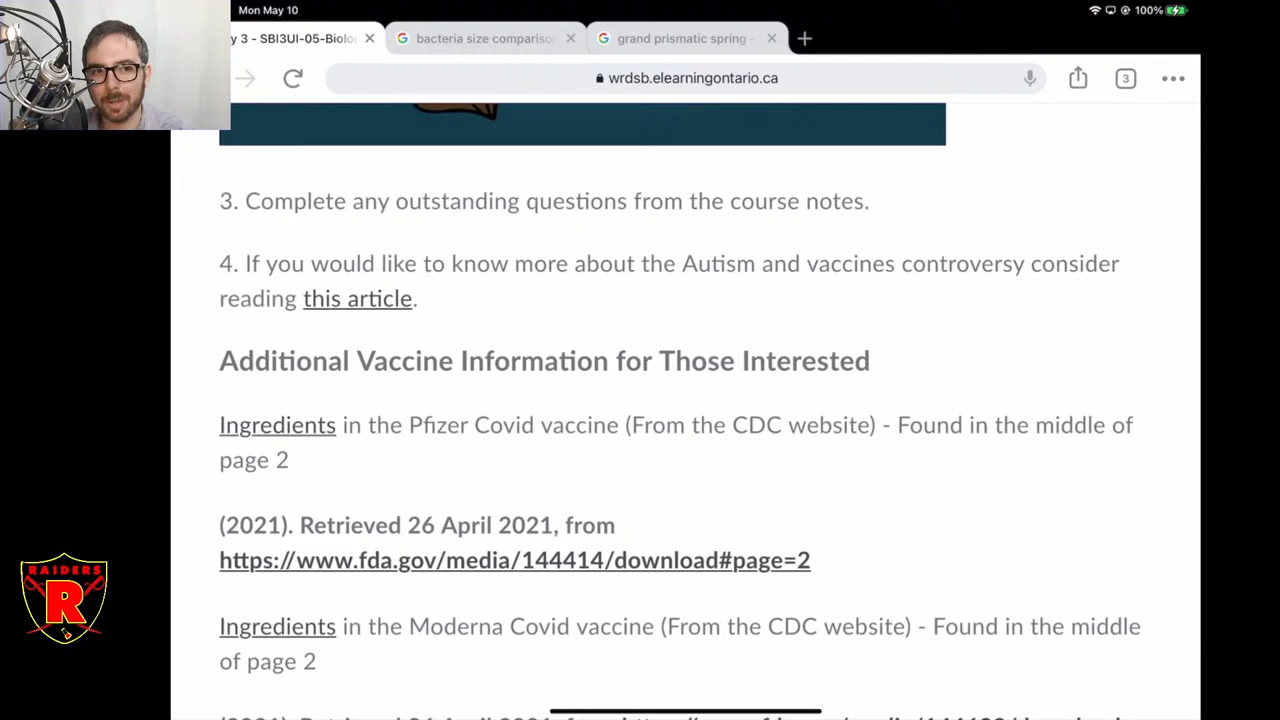 Mon May 10
100%
y 3 - SBI3UI-05-Biolo
bacteria size compariso
grand prismatic spring -
wrdsb.elearningontario.ca
3
3. Complete any outstanding questions from the course notes.
4. If you would like to know more about the Autism and vaccines controversy consider
reading this article.
Additional Vaccine Information for Those Interested
Ingredients in the Pfizer Covid vaccine (From the CDC website) - Found in the middle of
page 2
(2021). Retrieved 26 April 2021, from
https://www.fda.gov/media/144414/download#page=2
RAIDERS
R
Ingredients in the Moderna Covid vaccine (From the CDC website) - Found in the middle
of page 2